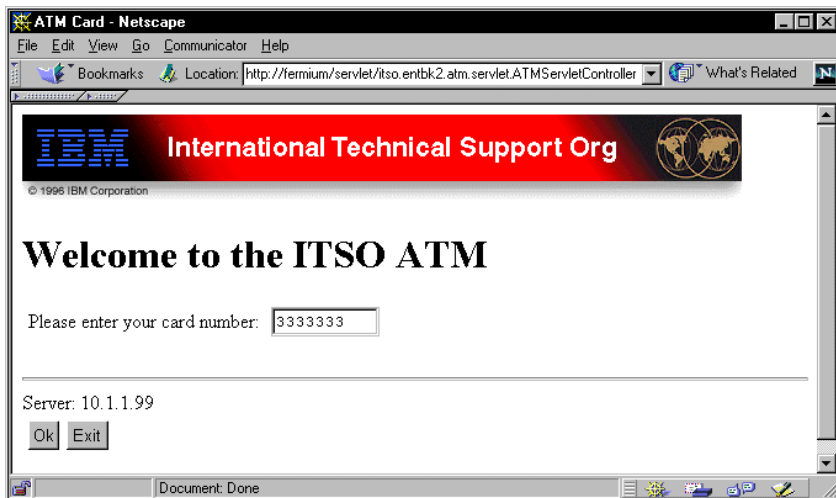 ATM Card - Netscape
File Edit View Go Communicator Help
Bookmarks Location: http://fermium/servlet/itso.entbk2.atm.servlet.ATMServletController What's Related N
IBM International Technical Support Org
© 1996 IBM Corporation
Welcome to the ITSO ATM
Please enter your card number: 3333333
Server: 10.1.1.99
Ok Exit
Document: Done